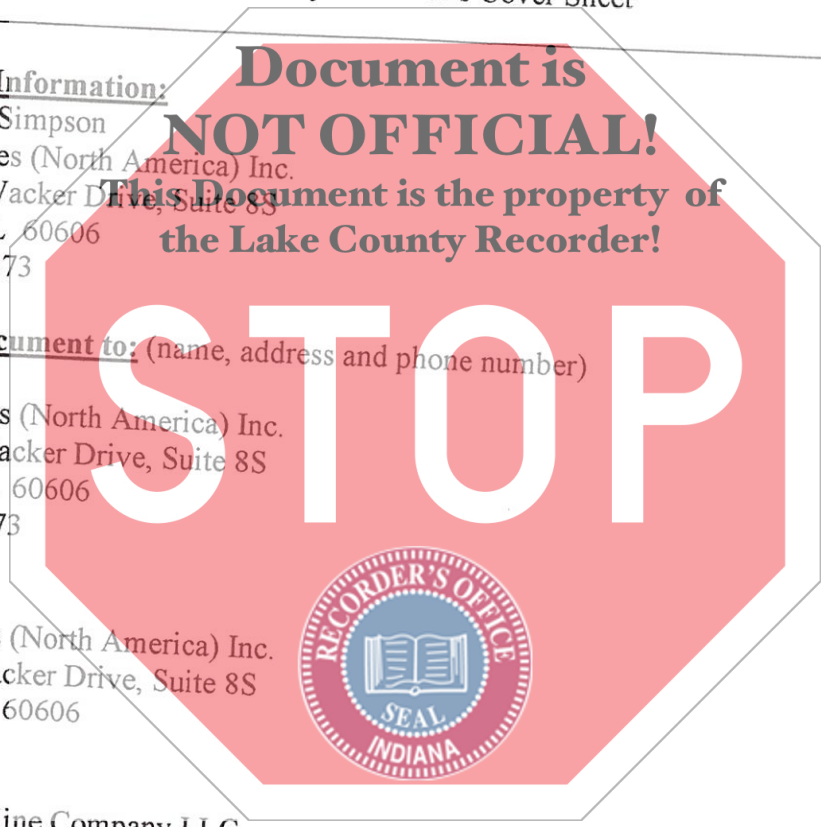 Cover Sheet
Information:
Simpson
es (North America) Inc.
Wacker Drive, Suite 8S
60606
73
Document is
NOT OFFICIAL!
This Document is the property of
the Lake County Recorder!
cument to: (name, address and phone number)
STOP
s (North America) Inc.
acker Drive, Suite 8S
60606
73
RECORDER'S OFFICE
SEAL
INDIANA
(North America) Inc.
cker Drive, Suite 8S
60606
ine Company LLC